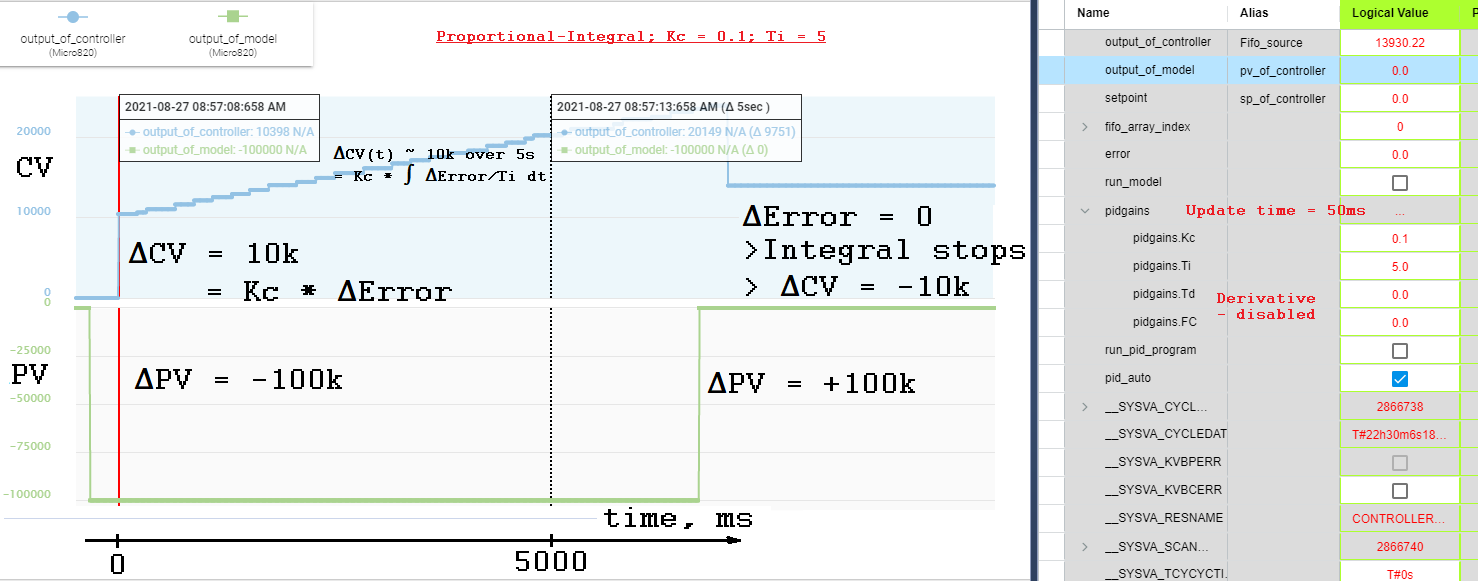 output_of_controller
(Micro820)
output_of_model
(Micro820)
Proportional-Integral; Kc = 0.1; Ti = 5
2021-08-27 08:57:08:658 AM
output_of_controller: 10398 N/A
output_of_model: -100000 N/A
2021-08-27 08:57:13:658 AM (Δ 5sec )
output_of_controller: 20149 N/A (Δ 9751)
output_of_model: -100000 N/A (Δ 0)
20000
CV
10000
0
ΔCV(t) ~ 10k over 5s
= Kc * ∫ ΔError/Ti dt
ΔCV = 10k
= Kc * ΔError
ΔError = 0
>Integral stops
> ΔCV = -10k
0
-25000
PV
-50000
-75000
-100000
ΔPV = -100k
ΔPV = +100k
time, ms
0
5000
Name Alias Logical Value P
output_of_controller Fifo_source 13930.22
output_of_model pv_of_controller 0.0
setpoint sp_of_controller 0.0
fifo_array_index 0
error 0.0
run_model
pidgains Update time = 50ms ...
pidgains.Kc 0.1
pidgains.Ti 5.0
pidgains.Td 0.0
Derivative
- disabled
pidgains.FC 0.0
run_pid_program
pid_auto
__SYSVA_CYCL... 2866738
__SYSVA_CYCLEDAT T#22h30m6s18...
__SYSVA_KVBPERR
__SYSVA_KVBCERR
__SYSVA_RESNAME CONTROLLER...
__SYSVA_SCAN... 2866740
__SYSVA_TCYCYCTI. T#0s